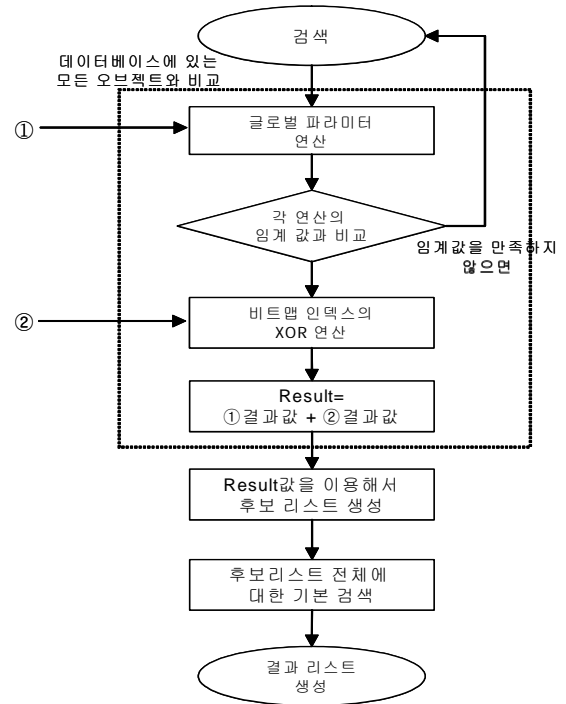 검색
데이터베이스에 있는
모든 오브젝트와 비교
①
글로벌 파라미터
연산
각 연산의
임계 값과 비교
임계값을 만족하지
않으면
②
비트맵 인덱스의
XOR 연산
Result=
①결과값 + ②결과값
Result값을 이용해서
후보 리스트 생성
후보리스트 전체에
대한 기본 검색
결과 리스트
생성